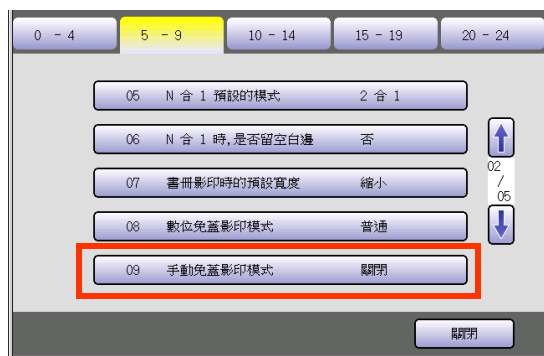 0 - 4 5 - 9 10 - 14 15 - 19 20 - 24
05 N 合 1 預設的模式 2 合 1
06 N 合 1 時,是否留空白邊 否
07 書冊影印時的預設寬度 縮小
08 數位免蓋影印模式 普通
09 手動免蓋影印模式 關閉
02
/
05
關閉